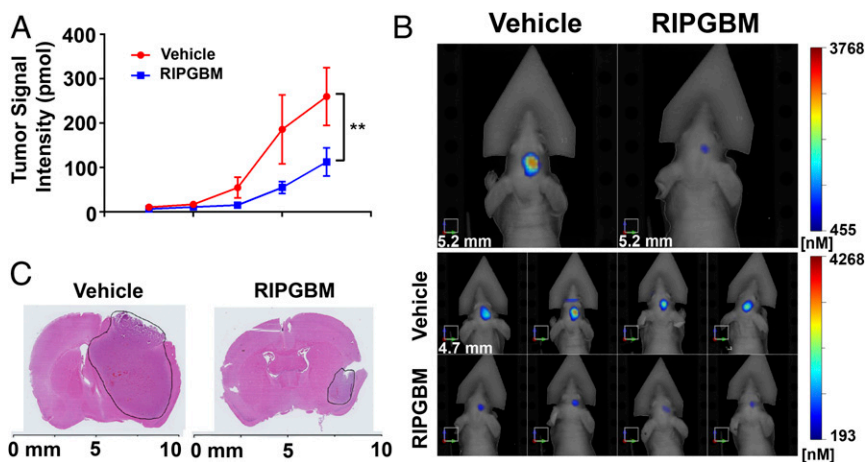 A
Vehicle
RIPGBM
Tumor Signal
Intensity (pmol)
400
300
200
100
0
**
B
Vehicle RIPGBM
5.2 mm 5.2 mm
3768
455
[nM]
Vehicle
4.7 mm
RIPGBM
4268
193
[nM]
C
Vehicle RIPGBM
0 mm 5 10 0 mm 5 10